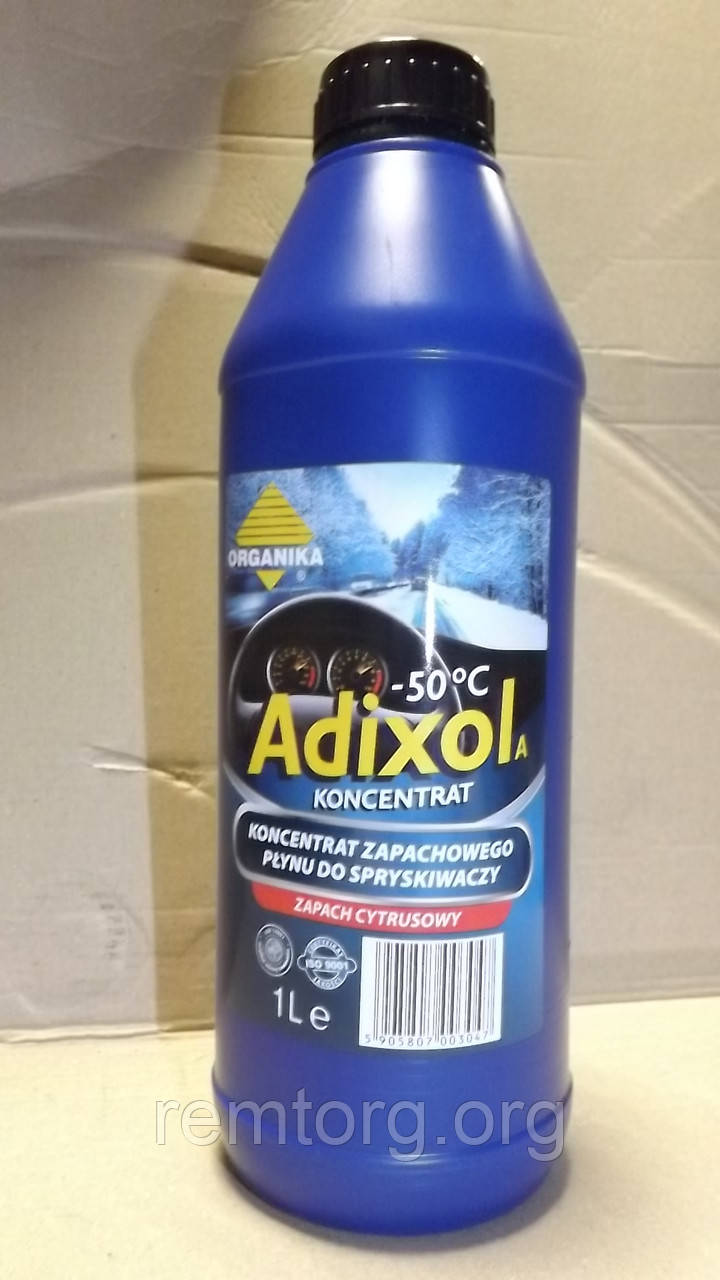 ORGANIKA
®
-50°C
Adixol A
KONCENTRAT
KONCENTRAT ZAPACHOWEGO
PŁYNU DO SPRYSKIWACZY
ZAPACH CYTRUSOWY
ISO 9001
JAKOŚCI
1L e
5 905807 003047
remtorg.org